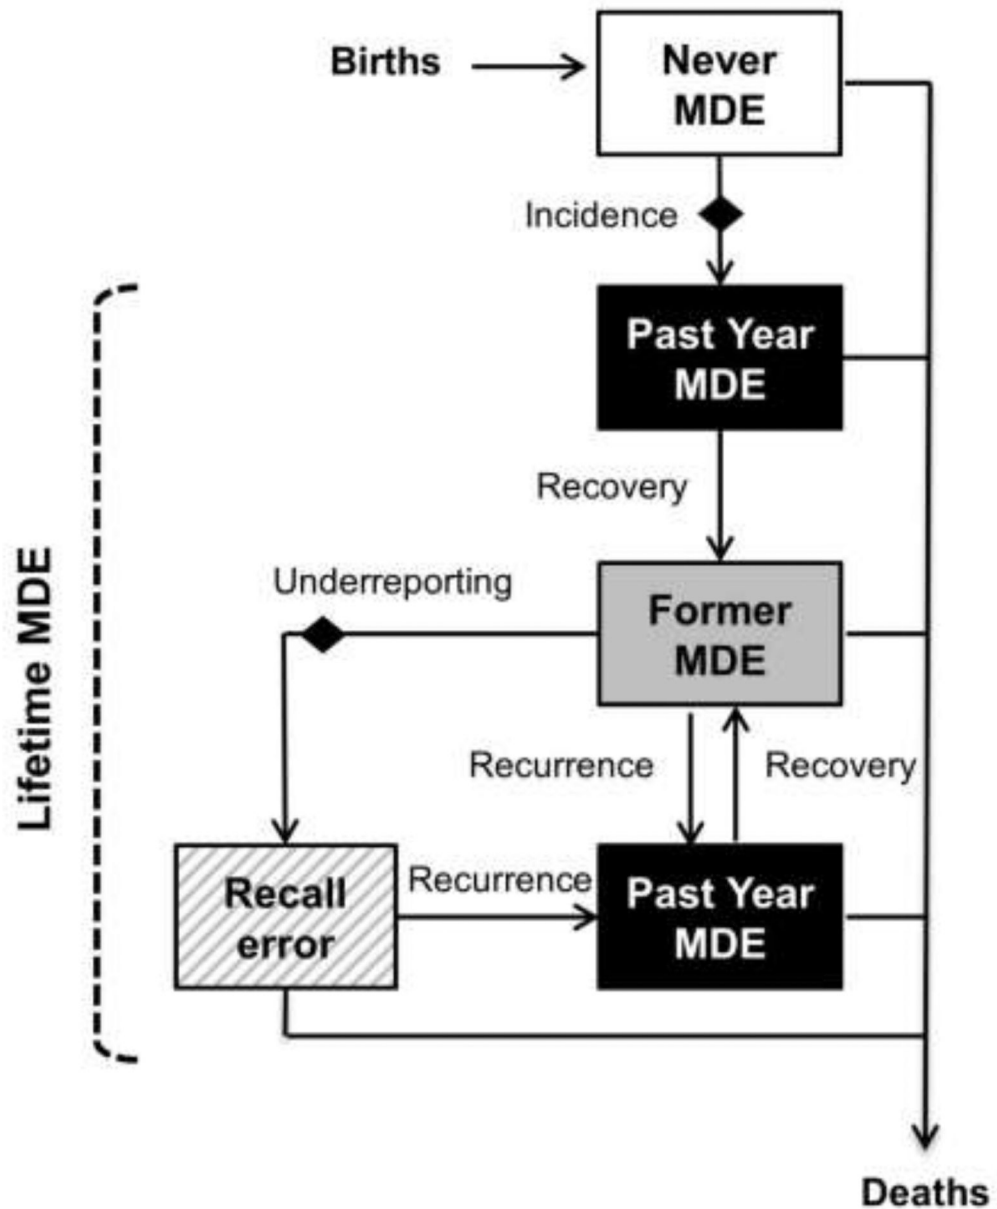 Births
Never
MDE
Incidence
Past Year
MDE
Recovery
Underreporting
Former
MDE
Lifetime MDE
Recurrence
Recovery
Recall
error
Recurrence
Past Year
MDE
Deaths